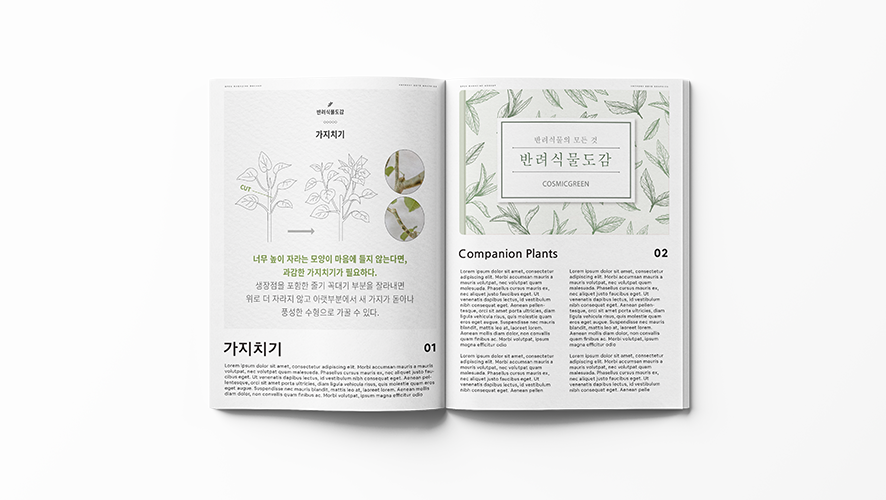 반려식물도감
가지치기
CUT
너무 높이 자라는 모양이 마음에 들지 않는다면,
과감한 가지치기가 필요하다.
생장점을 포함한 줄기 꼭대기 부분을 잘라내면
위로 더 자라지 않고 아랫부분에서 새 가지가 돋아나
풍성한 수형으로 가꿀 수 있다.
가지치기
01
Lorem ipsum dolor sit amet, consectetur adipiscing elit. Morbi accumsan mauris a mauris
volutpat, nec volutpat quam malesuada. Phasellus cursus mauris ex, nec aliquet justo fauci-
bus egestas id. Ut venenatis dapibus lectus, id vestibulum nibh consequat eget. Aenean pel-
lentesque, orci sit amet porta ultricies, diam ligula vehicula risus, mollis elementum quam eros
eget augue. Suspendisse nec mauris blandit, mattis leo at, laoreet lorem. Aenean mollis
diam dolor, non convallis quam finibus ac. Morbi volutpat, ipsum magna efficitur odio
반려식물의 모든 것
반려식물도감
COSMICGREEN
Companion Plants
02
Lorem ipsum dolor sit amet, consectetur
adipiscing elit. Morbi accumsan mauris a
mauris volutpat, nec volutpat quam
malesuada. Phasellus cursus mauris ex,
nec aliquet justo faucibus eget. Ut
venenatis dapibus lectus, id vestibulum
nibh consequat eget. Aenean pellen-
tesque, orci sit amet porta ultricies, diam
ligula vehicula risus, mollis elementum quam
eros eget augue. Suspendisse nec mauris
blandit, mattis leo at, laoreet lorem.
Aenean mollis diam dolor, non convallis
quam finibus ac. Morbi volutpat, ipsum
magna efficitur odio
Lorem ipsum dolor sit amet, consectetur
adipiscing elit. Morbi accumsan mauris a
mauris volutpat, nec volutpat quam
malesuada. Phasellus cursus mauris ex,
nec aliquet justo faucibus eget. Ut
venenatis dapibus lectus, id vestibulum
nibh consequat eget. Aenean pellen
Lorem ipsum dolor sit amet, consectetur
adipiscing elit. Morbi accumsan mauris a
mauris volutpat, nec volutpat quam
malesuada. Phasellus cursus mauris ex,
nec aliquet justo faucibus eget. Ut
venenatis dapibus lectus, id vestibulum
nibh consequat eget. Aenean pellen-
tesque, orci sit amet porta ultricies, diam
ligula vehicula risus, mollis elementum quam
eros eget augue. Suspendisse nec mauris
blandit, mattis leo at, laoreet lorem.
Aenean mollis diam dolor, non convallis
quam finibus ac. Morbi volutpat, ipsum
magna efficitur odio
Lorem ipsum dolor sit amet, consectetur
adipiscing elit. Morbi accumsan mauris a
mauris volutpat, nec volutpat quam
malesuada. Phasellus cursus mauris ex,
nec aliquet justo faucibus eget. Ut
venenatis dapibus lectus, id vestibulum
nibh consequat eget. Aenean pelle